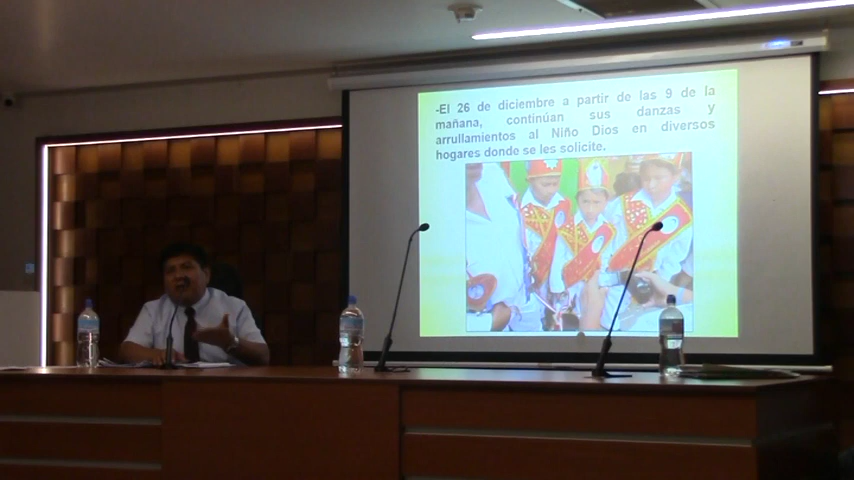 -El 26 de diciembre a partir de las 9 de la
mañana, continúan sus danzas y
arrullamientos al Niño Dios en diversos
hogares donde se les solicite.